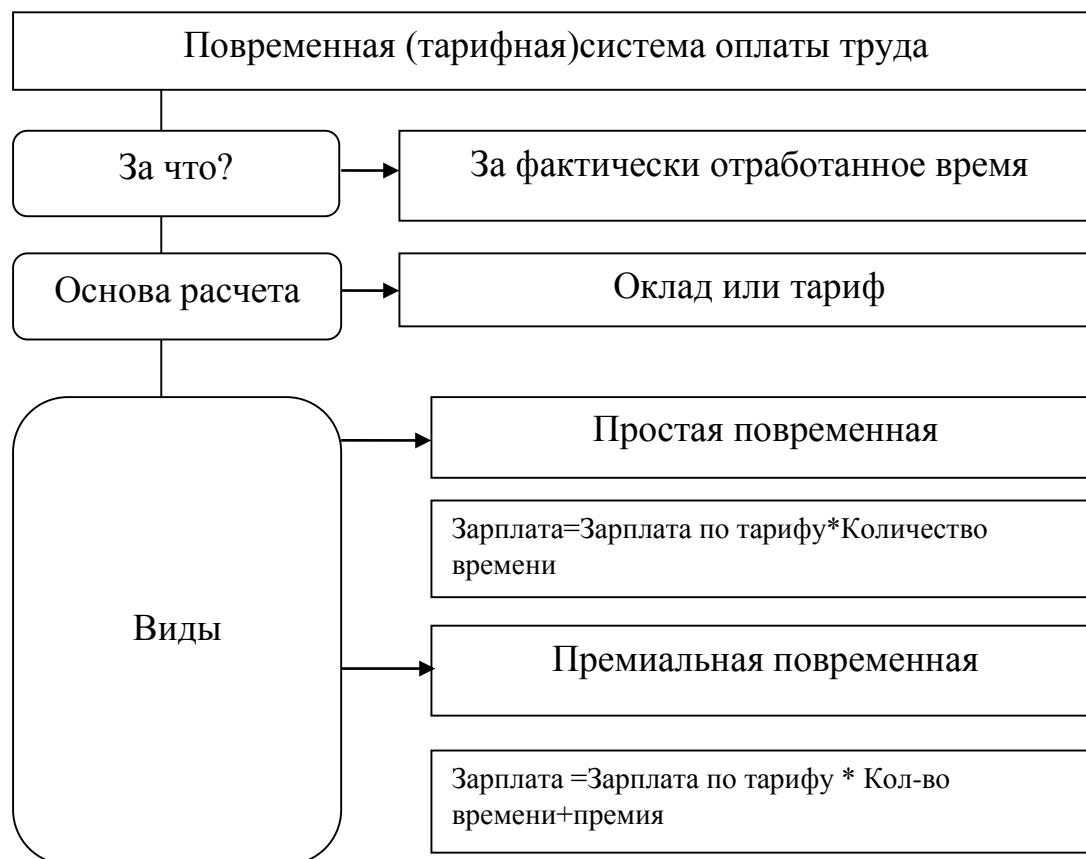 Повременная (тарифная)система оплаты труда
За что?
За фактически отработанное время
Основа расчета
Оклад или тариф
Виды
Простая повременная
Зарплата=Зарплата по тарифу*Количество
времени
Премиальная повременная
Зарплата =Зарплата по тарифу * Кол-во
времени+премия